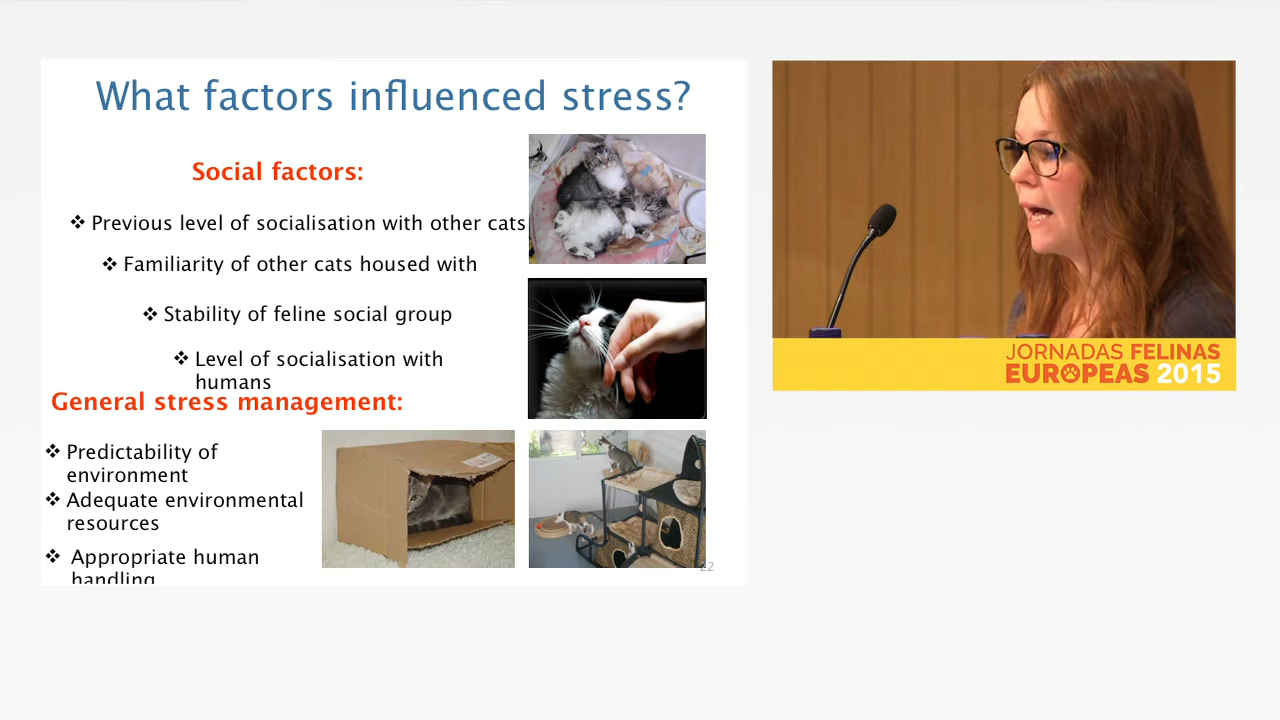 What factors influenced stress?
Social factors:
❖ Previous level of socialisation with other cats
❖ Familiarity of other cats housed with
❖ Stability of feline social group
❖ Level of socialisation with
humans
General stress management:
❖ Predictability of
environment
❖ Adequate environmental
resources
❖ Appropriate human
handling
22
JORNADAS FELINAS
EUROPEAS 2015